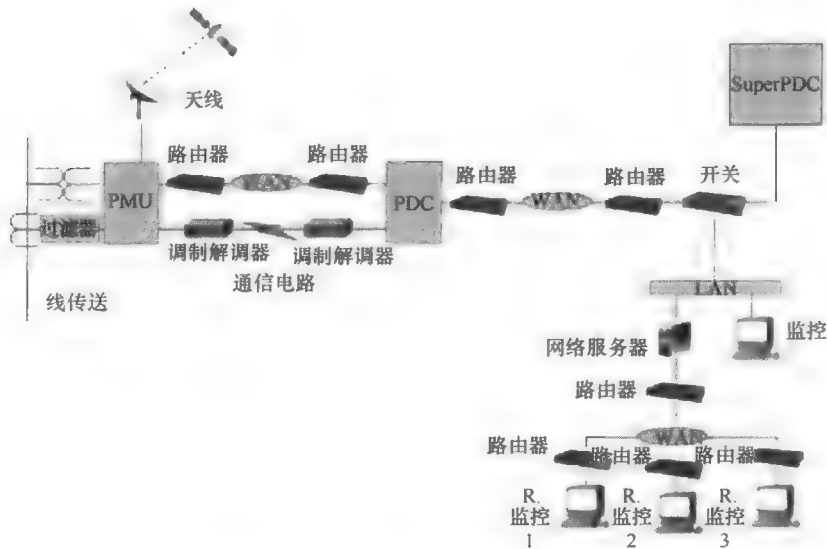 天线
SuperPDC
路由器
路由器
PMU
PDC
路由器
WAN
路由器
开关
过滤器
调制解调器
调制解调器
通信电路
线传送
LAN
网络服务器
监控
路由器
WAN
路由器
路由器
路由器
R.
监控
1
R.
监控
2
R.
监控
3